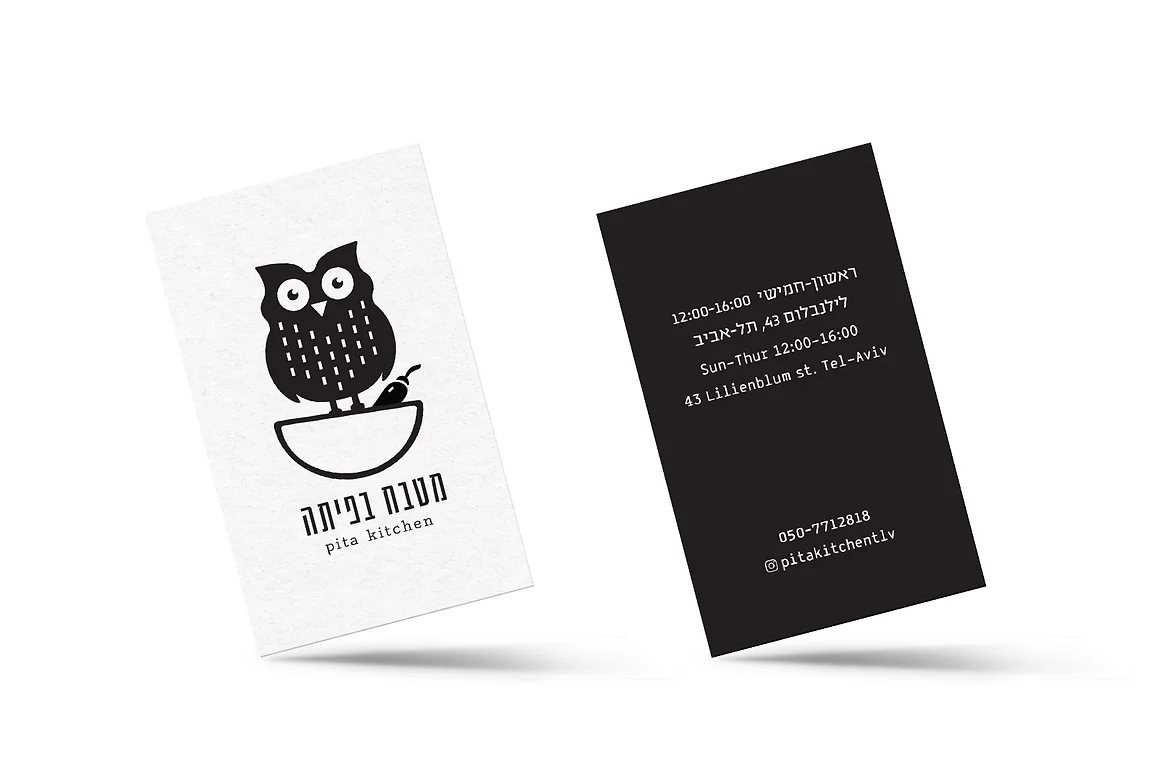 מטבח בפיתה
pita kitchen
ראשון-חמישי 12:00-16:00
לילנבלום 43, תל-אביב
Sun-Thur 12:00-16:00
43 Lilienblum st. Tel-Aviv
050-7712818
pitakitchentlv